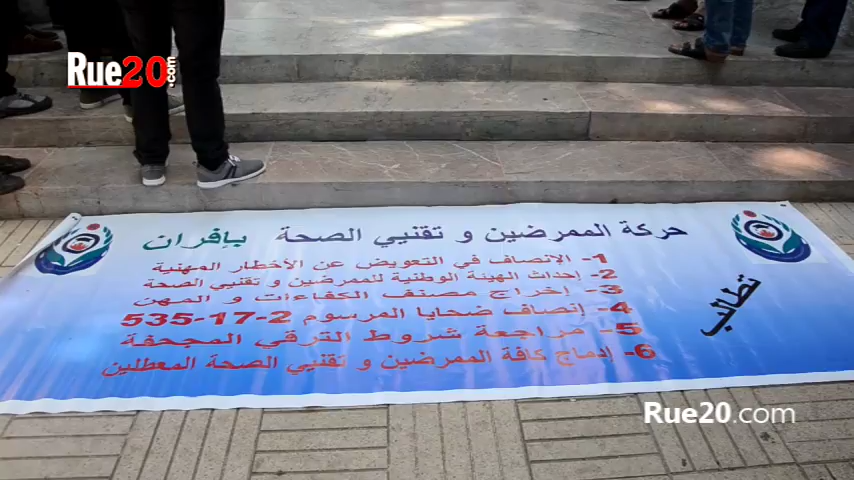 Rue20.com
حركة الممرضين و تقنيي الصحة بإفران
تطالب
1- الانصاف في التعويض عن الأخطار المهنية
2- إحداث الهيئة الوطنية للممرضين و تقنيي الصحة
3- إخراج مصنف الكفاءات و المهن
4- إنصاف ضحايا المرسوم 2-17-535
5- مراجعة شروط الترقي المجحفة
6- إدماج كافة الممرضين و تقنيي الصحة المعطلين
Rue20.com